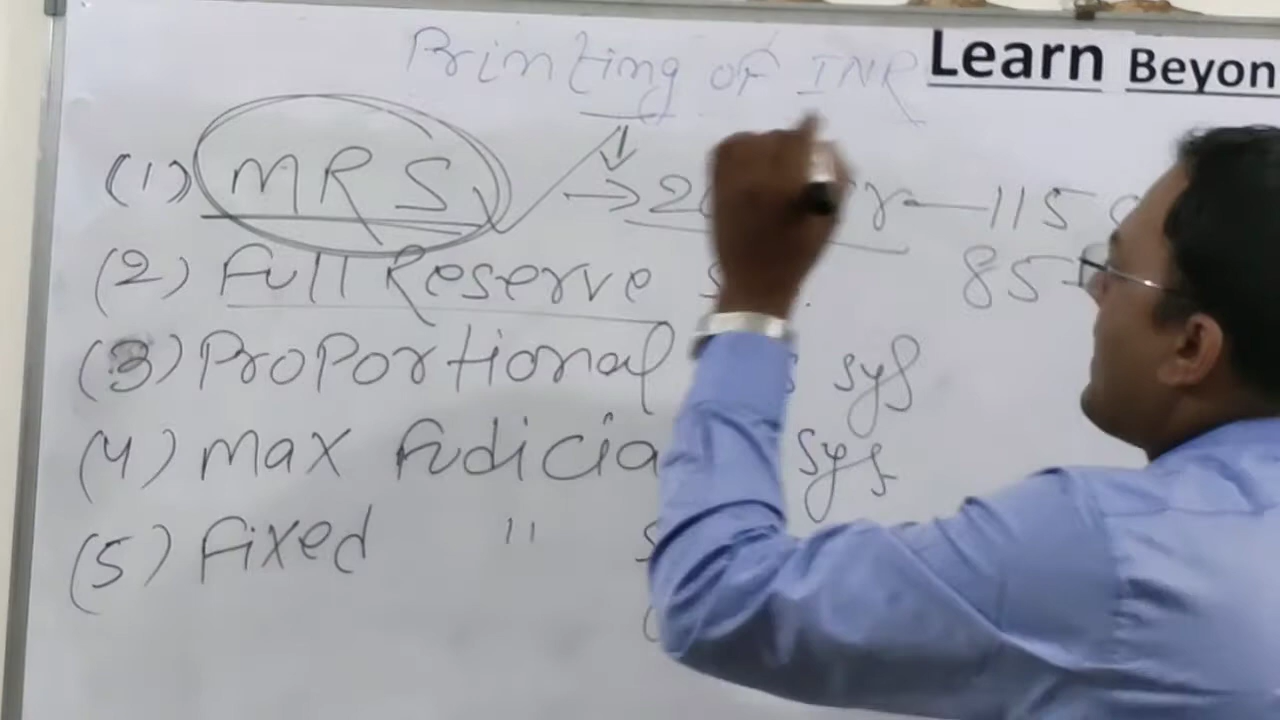 Printing of INR
Learn Beyon
(1) MRS → 2 r — 115
85
(2) Full Reserve s
(3) Proportional s sys
(4) Max Fudicia sys
(5) Fixed " s